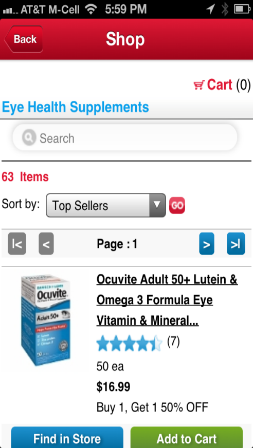 AT&T M-Cell 5:59 PM
Back
Shop
Cart (0)
Eye Health Supplements
Search
63 Items
Sort by: Top Sellers GO
|< < Page : 1 > >|
Ocuvite Adult 50+ Lutein &
Omega 3 Formula Eye
Vitamin & Mineral...
(7)
50 ea
$16.99
Buy 1, Get 1 50% OFF
Ocuvite
Adult 50+
Find in Store
Add to Cart